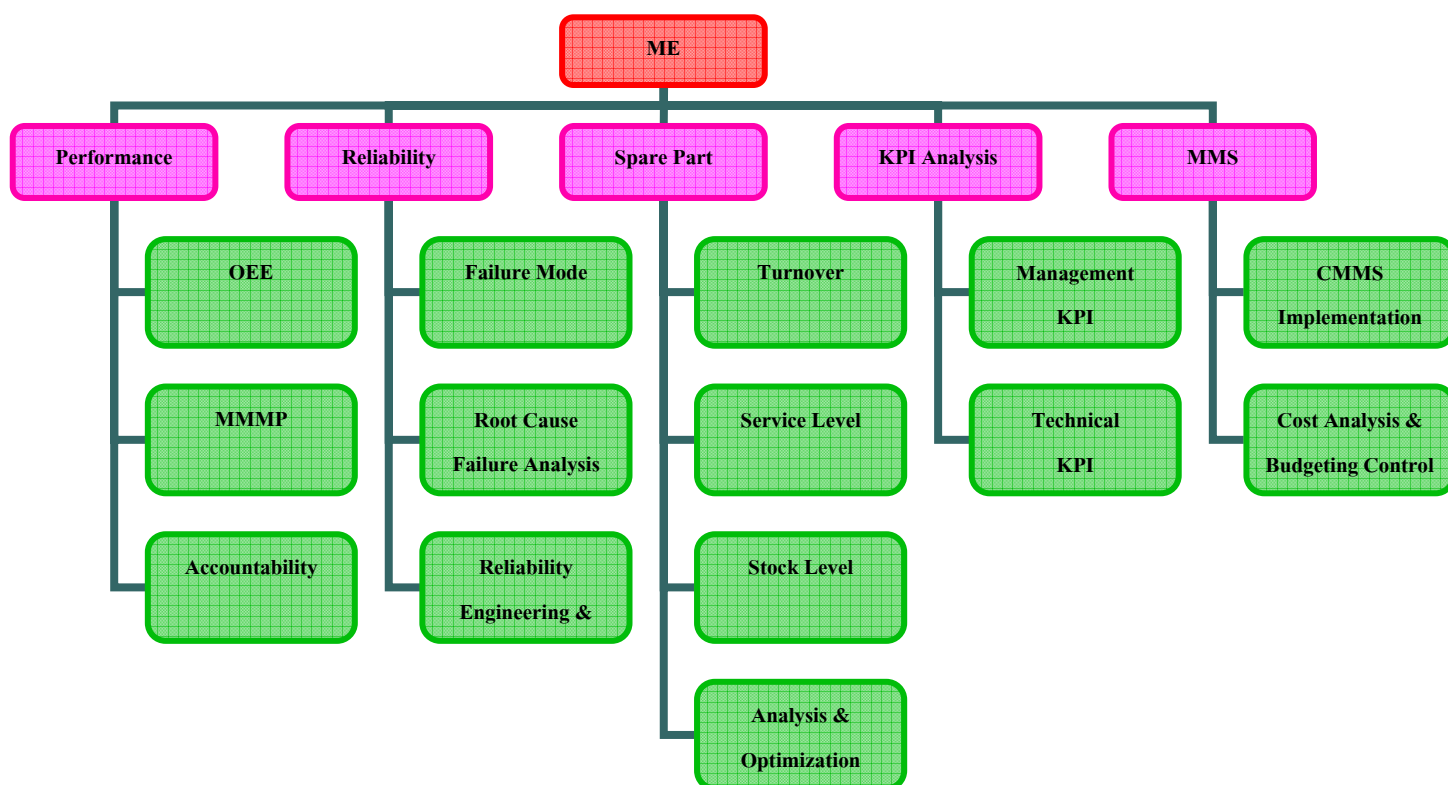 ME
Performance
Reliability
Spare Part
KPI Analysis
MMS
OEE
MMMP
Accountability
Failure Mode
Root Cause
Failure Analysis
Reliability
Engineering &
Turnover
Service Level
Stock Level
Analysis &
Optimization
Management
KPI
Technical
KPI
CMMS
Implementation
Cost Analysis &
Budgeting Control